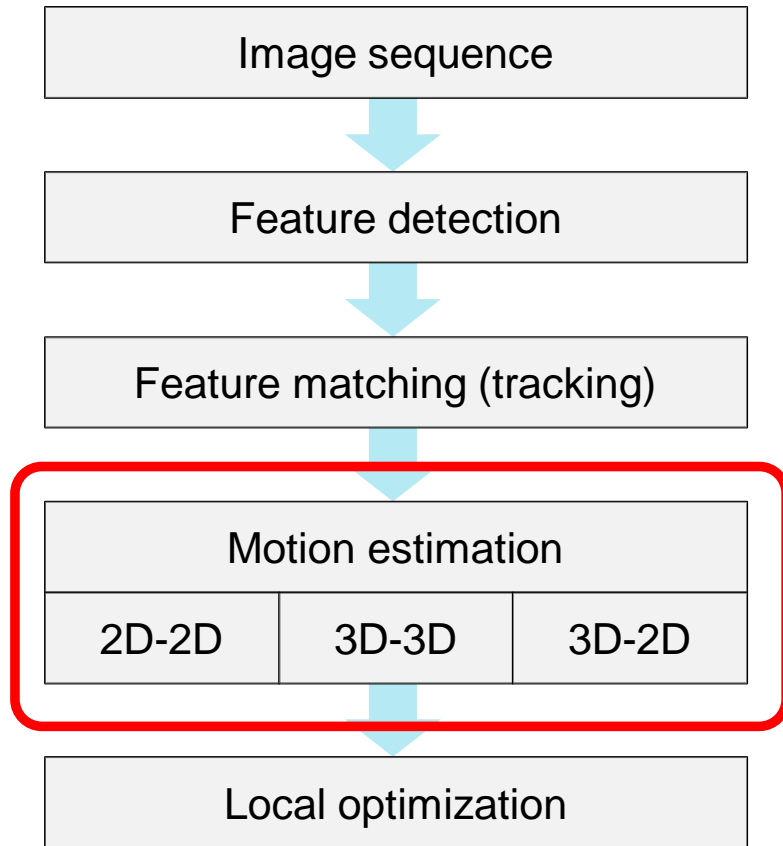 Image sequence
Feature detection
Feature matching (tracking)
Motion estimation
2D-2D 3D-3D 3D-2D
Local optimization